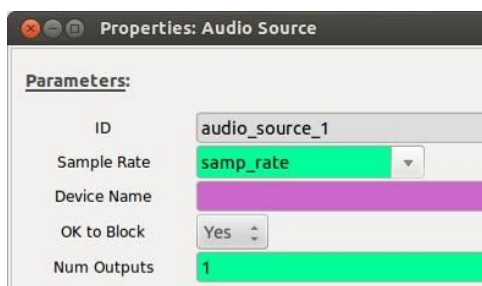 Properties: Audio Source
Parameters:
ID audio_source_1
Sample Rate samp_rate
Device Name
OK to Block Yes
Num Outputs 1